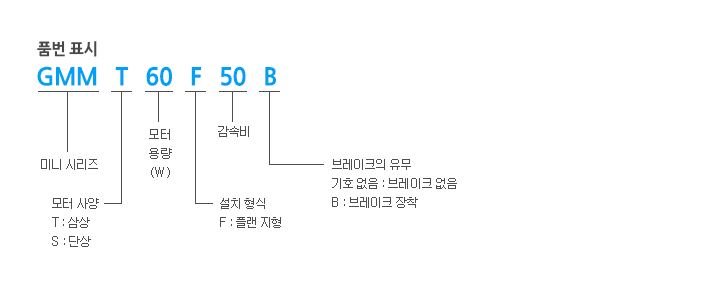 품번 표시
GMM T 60 F 50 B
미니 시리즈
모터 사양
T : 삼상
S : 단상
모터
용량
(W)
설치 형식
F : 플랜 지형
감속비
브레이크의 유무
기호 없음 : 브레이크 없음
B : 브레이크 장착